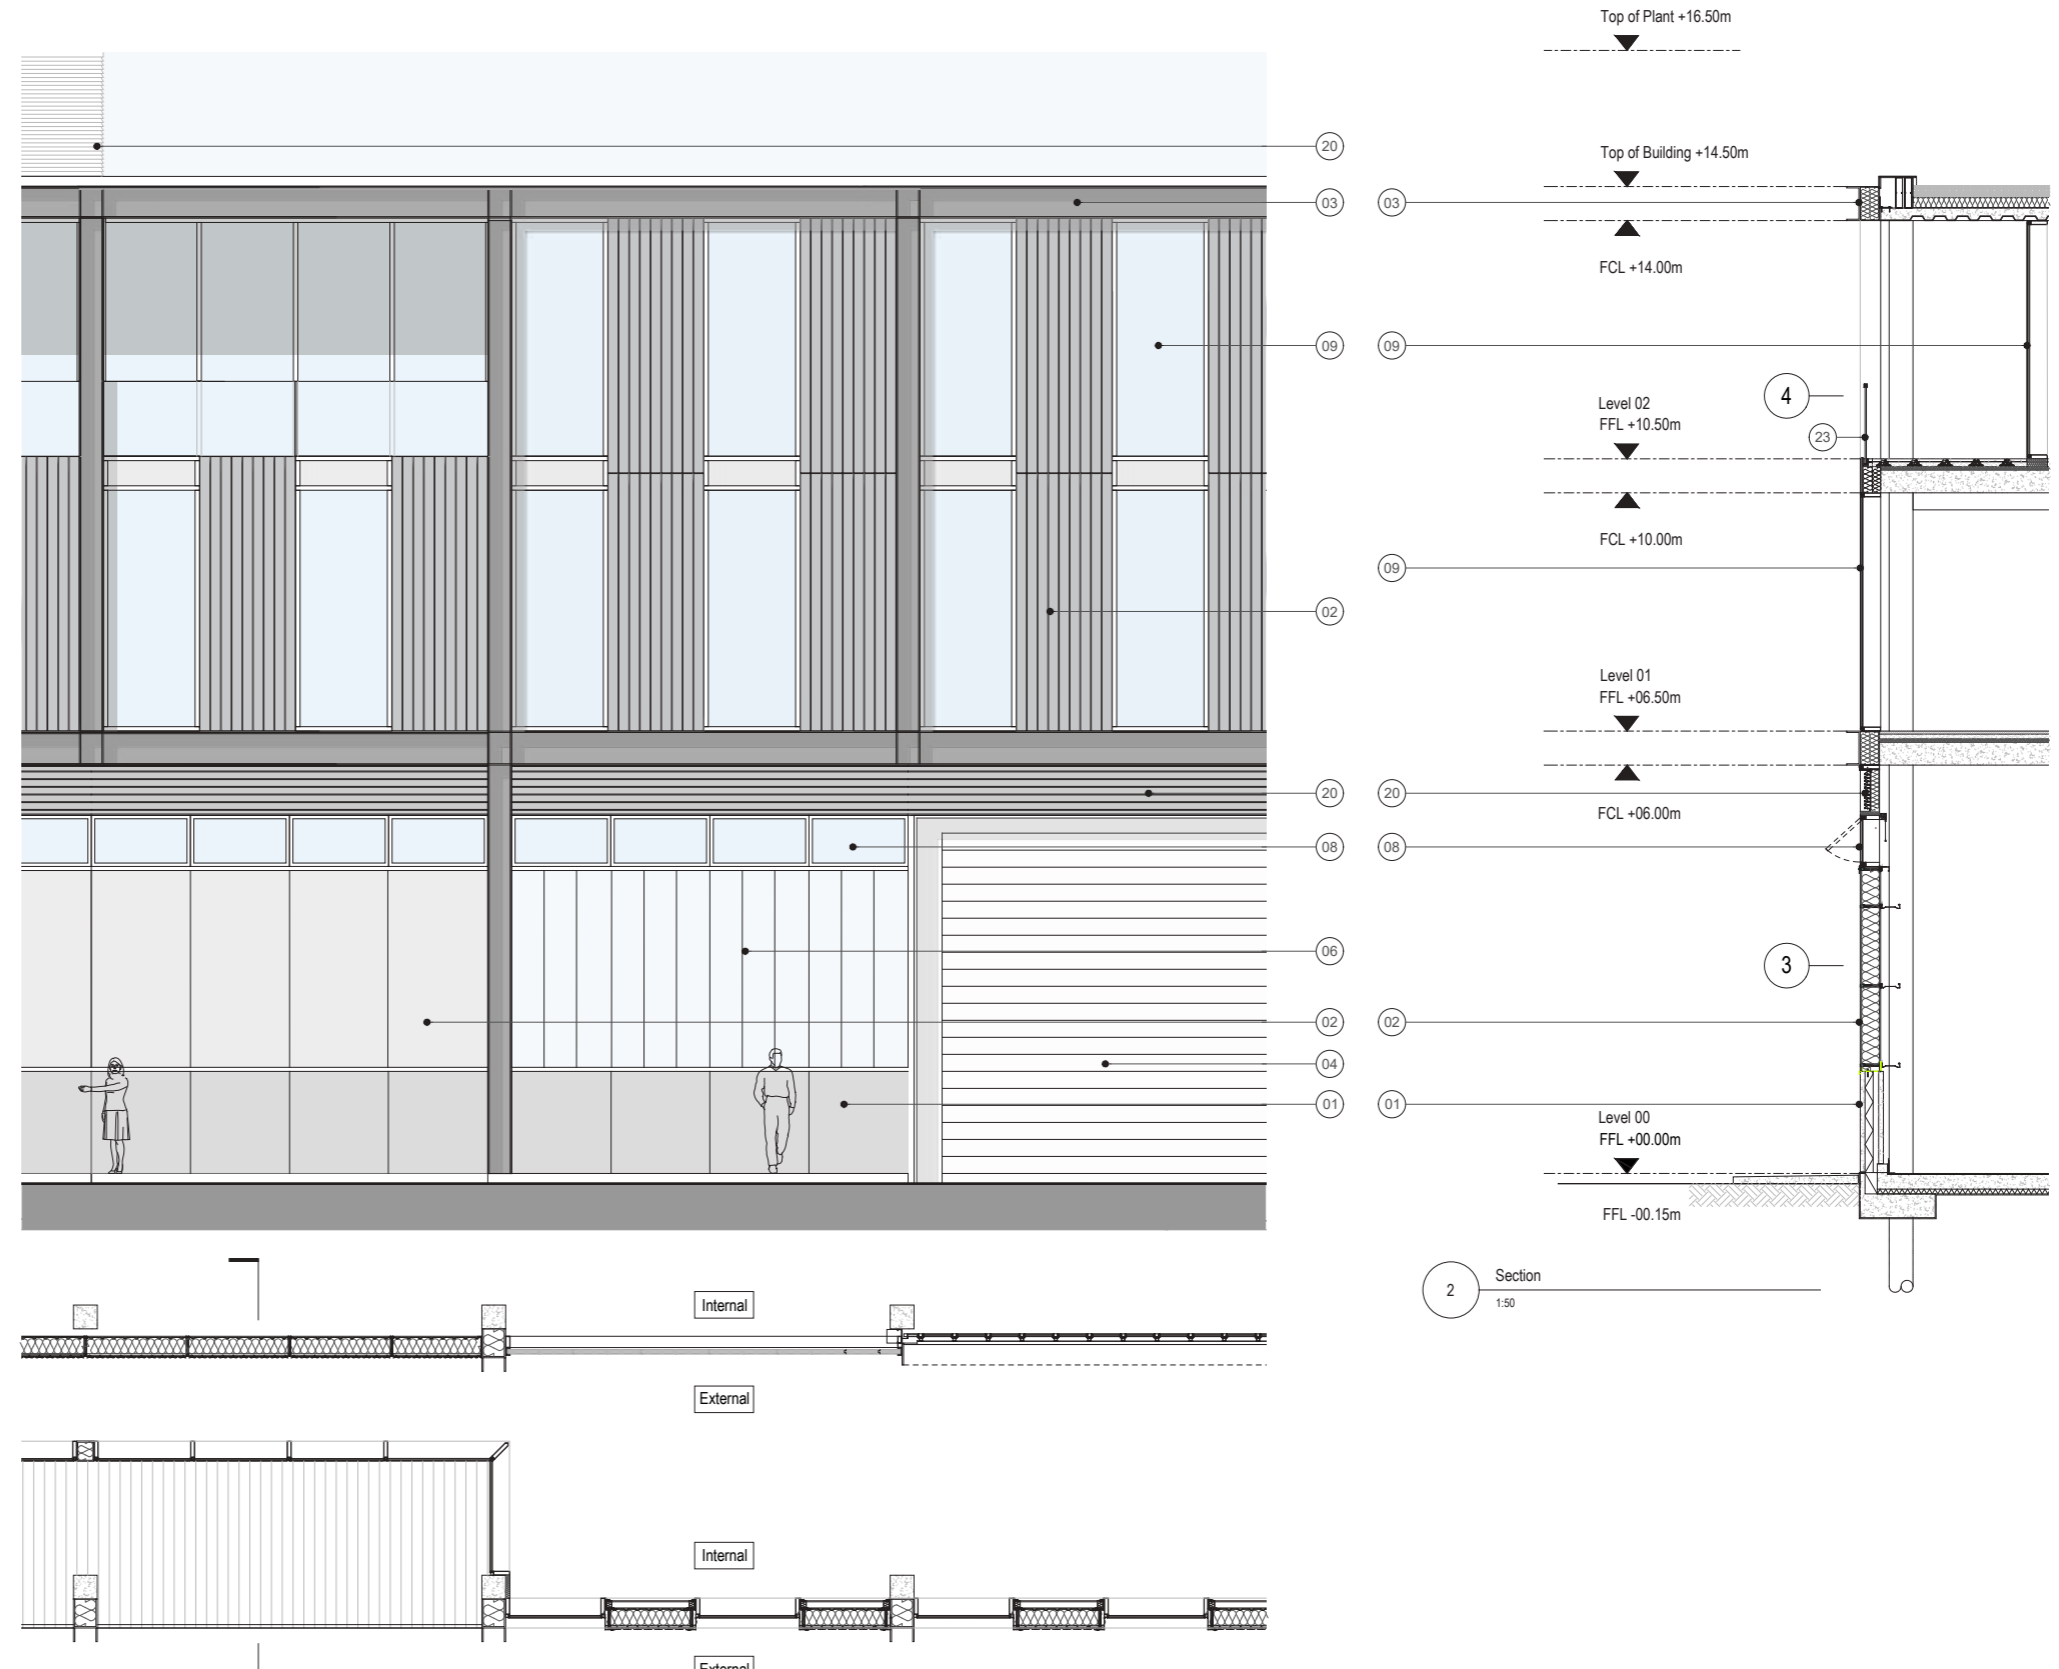 Top of Plant +16.50m
20
Top of Building +14.50m
03 03
FCL +14.00m
09 09
4
Level 02
FFL +10.50m
23
FCL +10.00m
09
02
Level 01
FFL +06.50m
20 20
FCL +06.00m
08 08
06
3
02 02
04
01 01
Level 00
FFL +00.00m
FFL -00.15m
2
Section
1:50
Internal
External
Internal
External